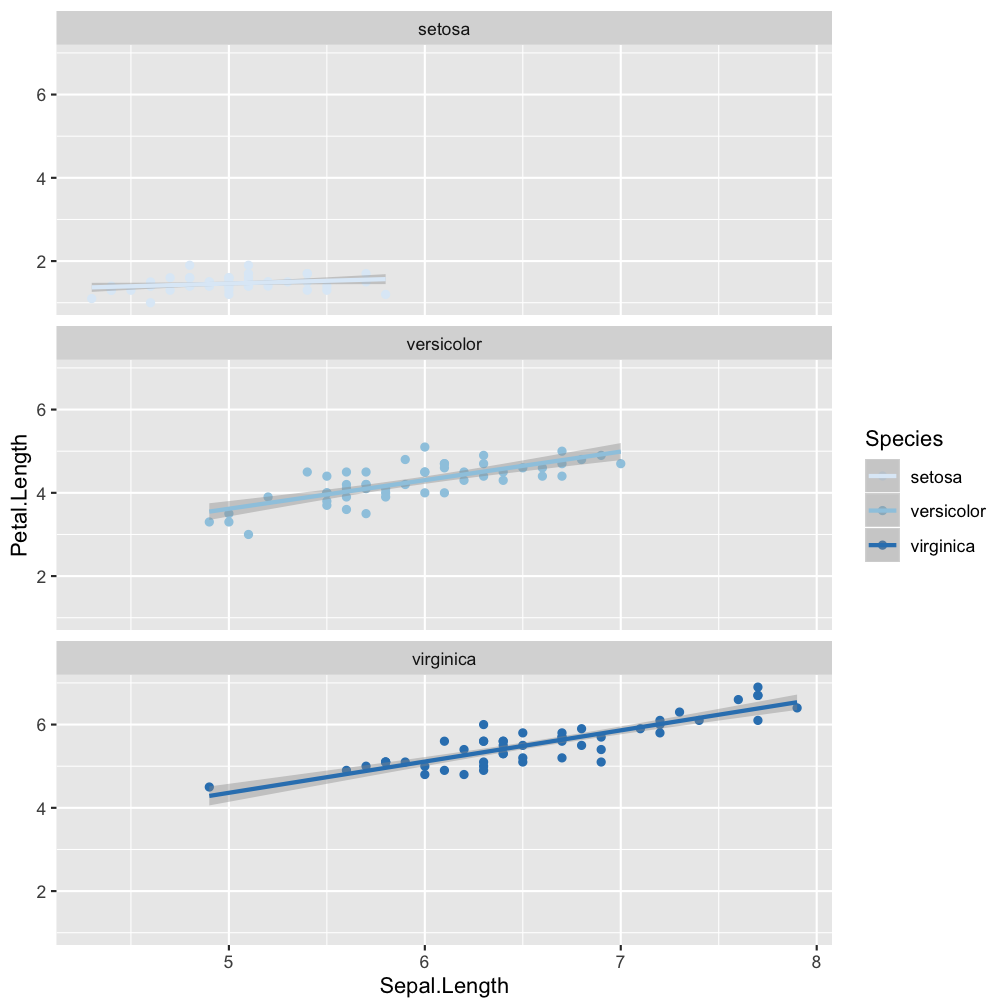 setosa
6
4
2
versicolor
6
4
2
virginica
6
4
2
5 6 7 8
Sepal.Length
Petal.Length
Species
setosa
versicolor
virginica